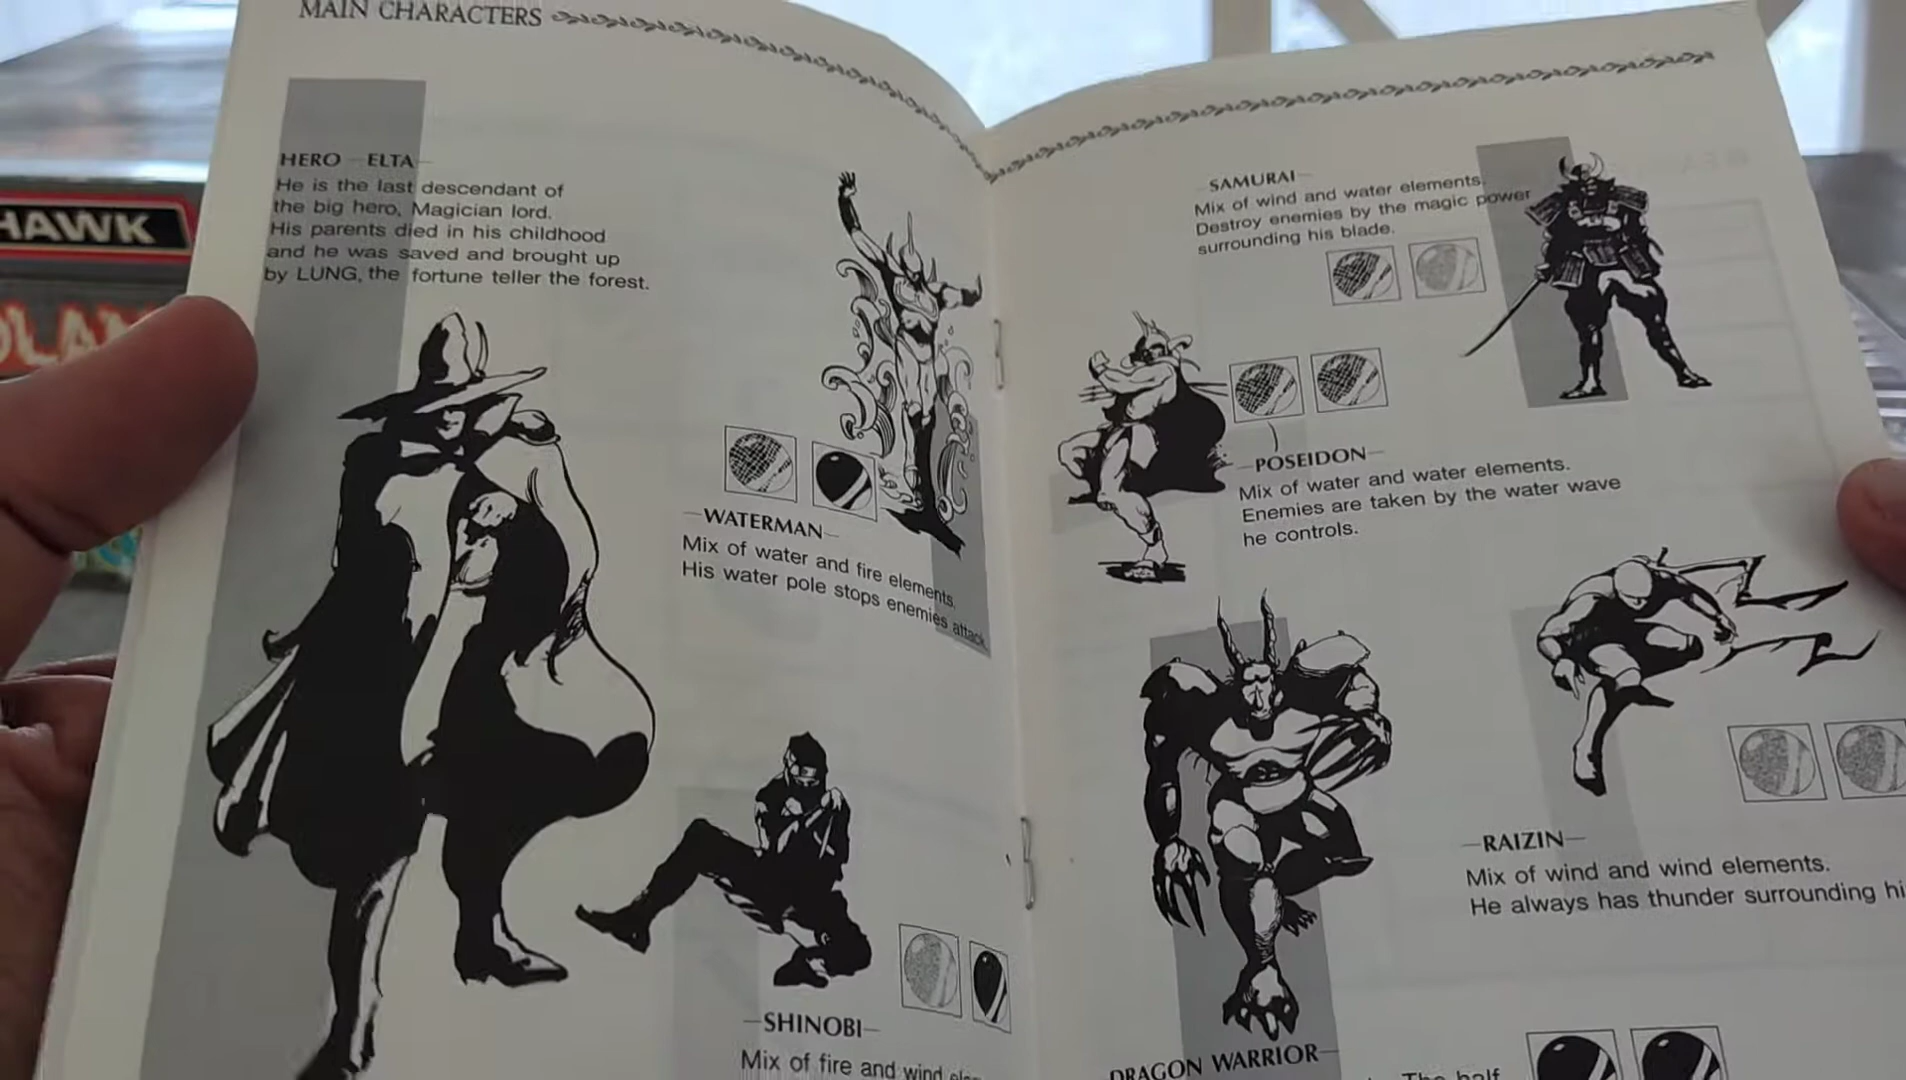 MAIN CHARACTERS
HERO ELTA
He is the last descendant of
the big hero, Magician lord.
His parents died in his childhood
and he was saved and brought up
by LUNG, the fortune teller the forest.
WATERMAN
Mix of water and fire elements.
His water pole stops enemies attack
SHINOBI
Mix of fire and wind
SAMURAI
Mix of wind and water elements.
Destroy enemies by the magic power
surrounding his blade.
POSEIDON
Mix of water and water elements.
Enemies are taken by the water wave
he controls.
RAIZIN
Mix of wind and wind elements.
He always has thunder surrounding
DRAGON WARRIOR
The half
HAWK